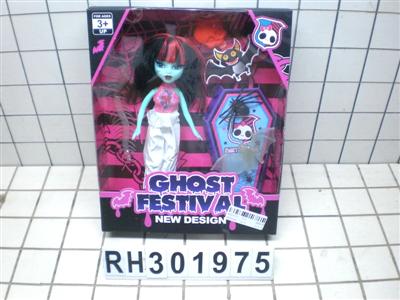 FOR AGES
3+
UP
GHOST
FESTIVAL
NEW DESIGN
RH301975